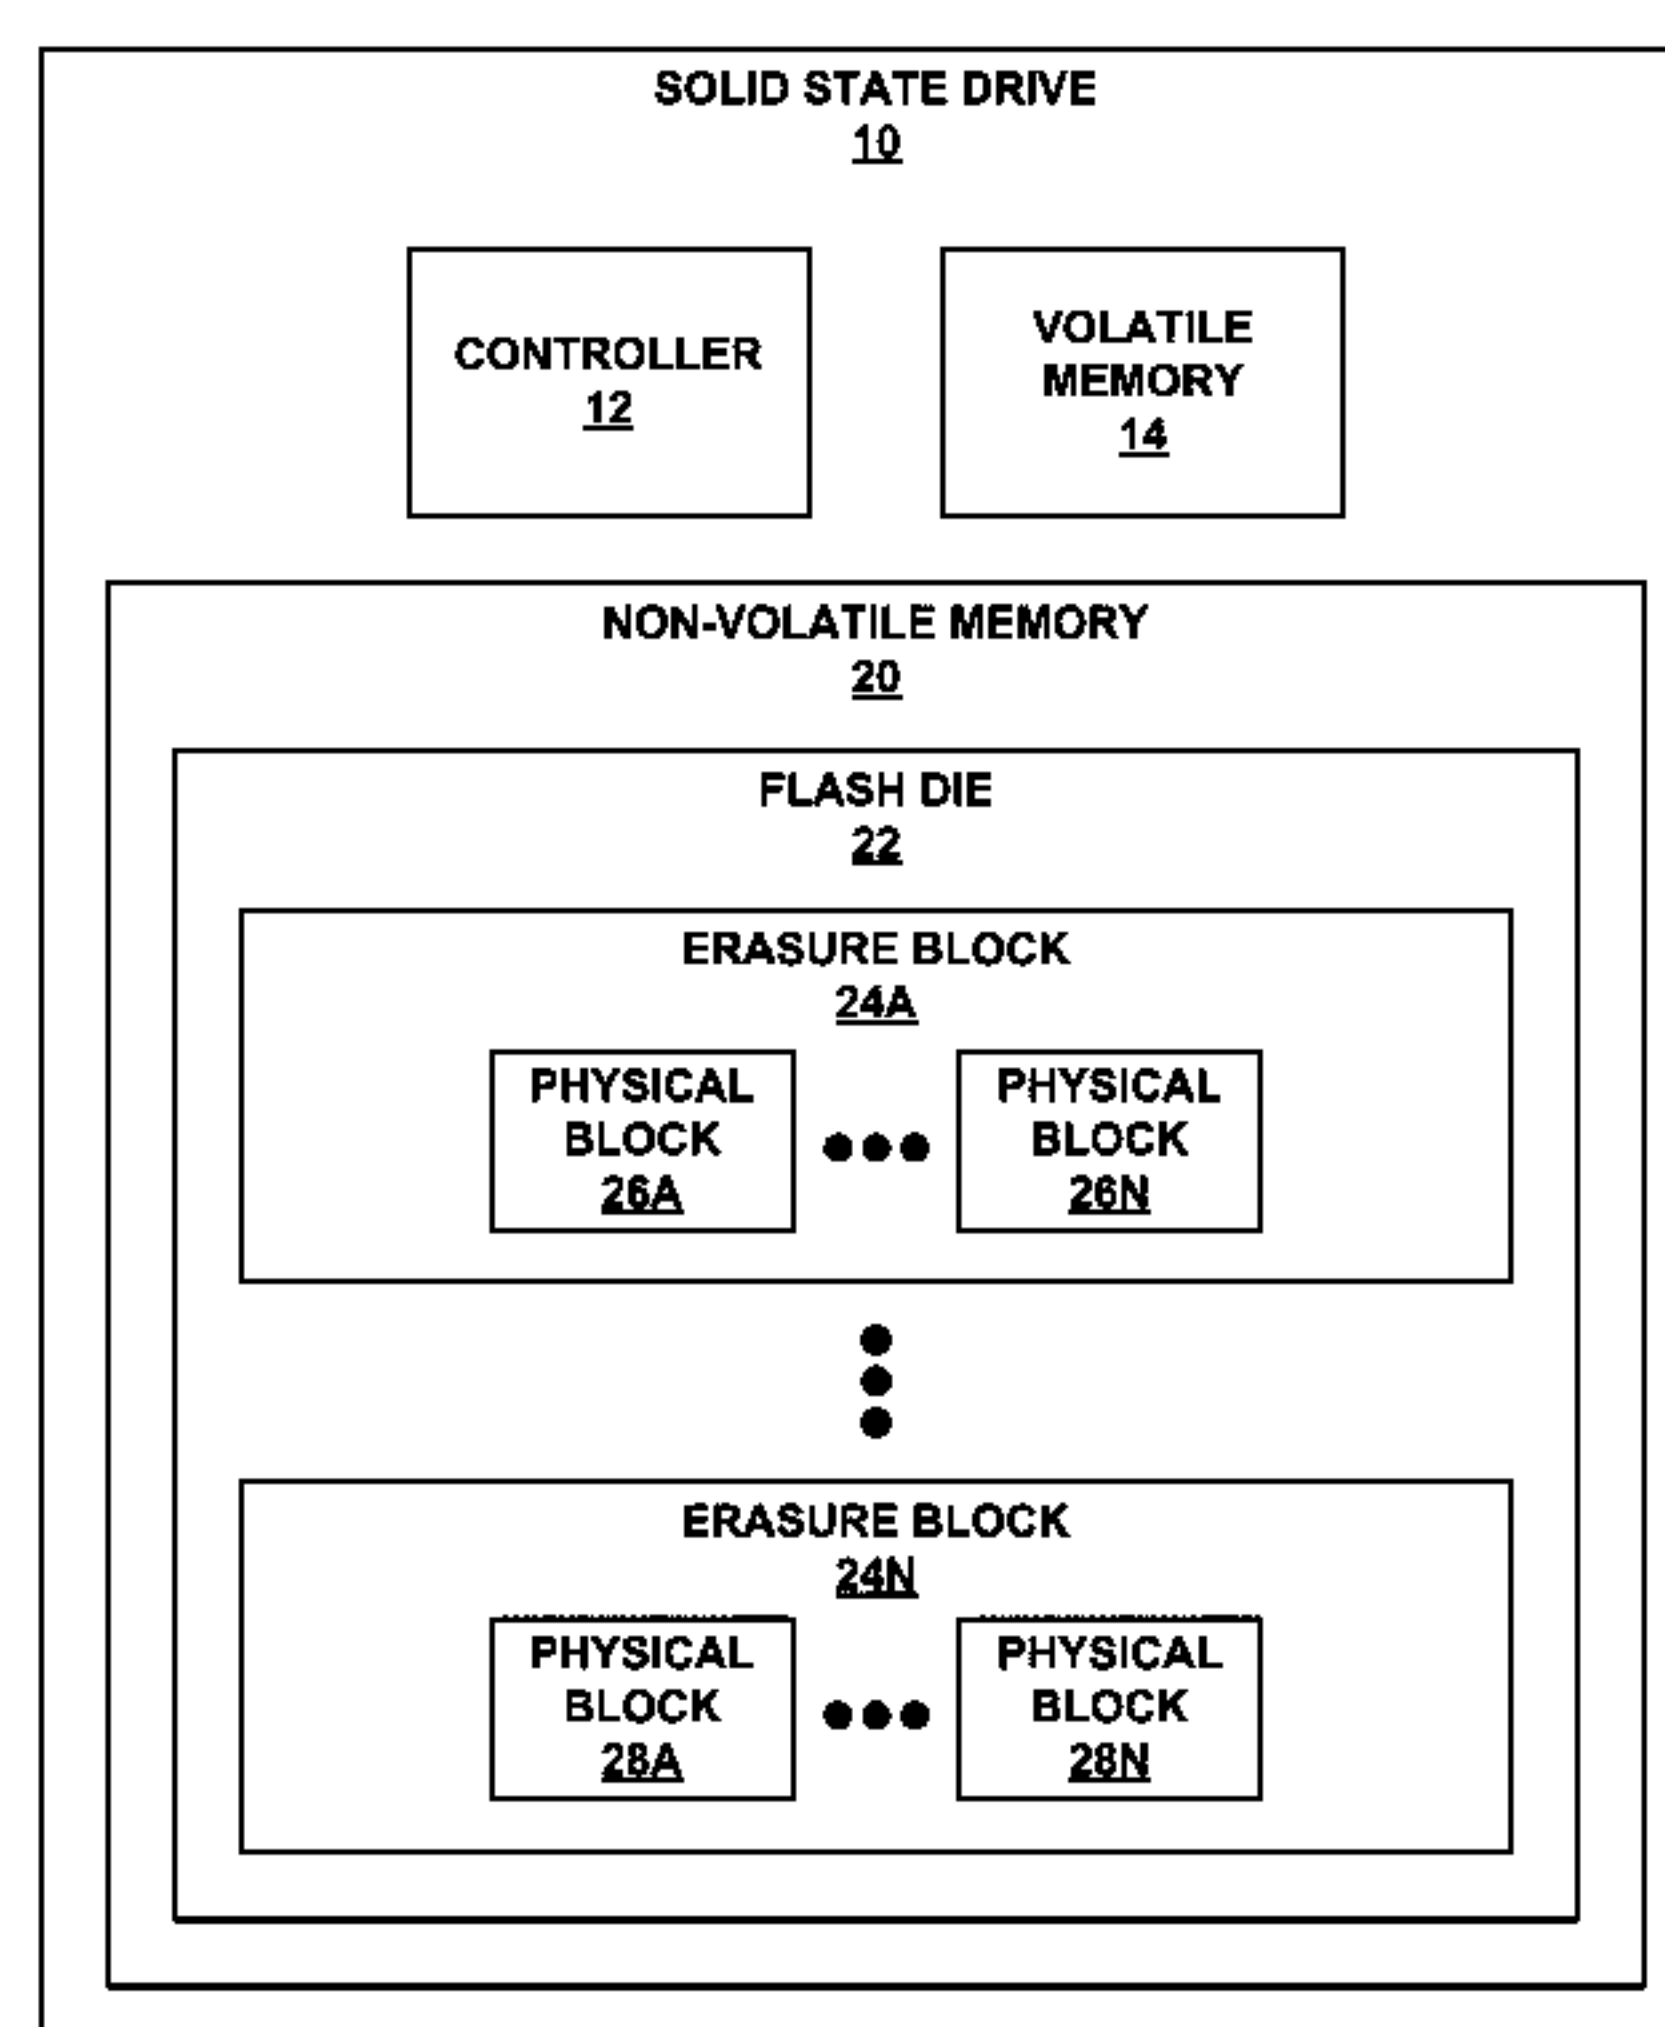 SOLID STATE DRIVE
10
CONTROLLER
12
VOLATILE
MEMORY
14
NON-VOLATILE MEMORY
20
FLASH DIE
22
ERASURE BLOCK
24A
PHYSICAL
BLOCK
26A
PHYSICAL
BLOCK
26N
ERASURE BLOCK
24N
PHYSICAL
BLOCK
28A
PHYSICAL
BLOCK
28N